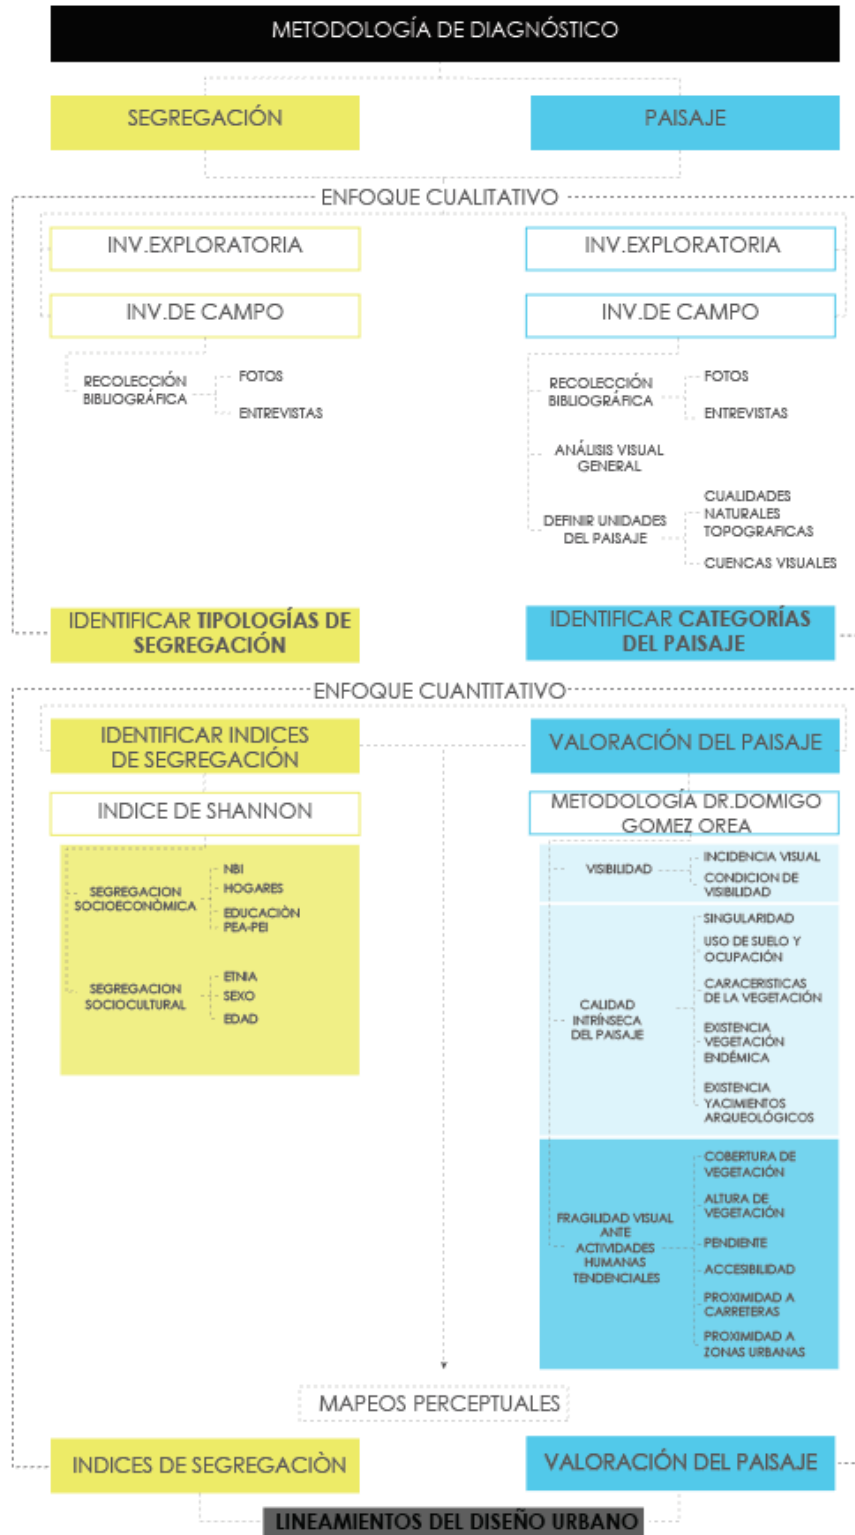 METODOLOGÍA DE DIAGNÓSTICO
SEGREGACIÓN
PAISAJE
ENFOQUE CUALITATIVO
INV.EXPLORATORIA
INV.DE CAMPO
RECOLECCIÓN
BIBLIOGRÁFICA
FOTOS
ENTREVISTAS
INV.EXPLORATORIA
INV.DE CAMPO
RECOLECCIÓN
BIBLIOGRÁFICA
FOTOS
ENTREVISTAS
ANÁLISIS VISUAL
GENERAL
DEFINIR UNIDADES
DEL PAISAJE
CUALIDADES
NATURALES
TOPOGRAFICAS
CUENCAS VISUALES
IDENTIFICAR TIPOLOGÍAS DE
SEGREGACIÓN
IDENTIFICAR CATEGORÍAS
DEL PAISAJE
ENFOQUE CUANTITATIVO
IDENTIFICAR INDICES
DE SEGREGACIÓN
INDICE DE SHANNON
SEGREGACION
SOCIOECONÒMICA
NBI
HOGARES
EDUCACIÒN
PEA-PEI
SEGREGACION
SOCIOCULTURAL
ETNIA
SEXO
EDAD
VALORACIÓN DEL PAISAJE
METODOLOGÍA DR.DOMIGO
GOMEZ OREA
VISIBILIDAD
INCIDENCIA VISUAL
CONDICION DE
VISIBILIDAD
CALIDAD
INTRÍNSECA
DEL PAISAJE
SINGULARIDAD
USO DE SUELO Y
OCUPACIÓN
CARACERISTICAS
DE LA VEGETACIÓN
EXISTENCIA
VEGETACIÓN
ENDÉMICA
EXISTENCIA
YACIMIENTOS
ARQUEOLÓGICOS
FRAGILIDAD VISUAL
ANTE
ACTIVIDADES
HUMANAS
TENDENCIALES
COBERTURA DE
VEGETACIÓN
ALTURA DE
VEGETACIÓN
PENDIENTE
ACCESIBILIDAD
PROXIMIDAD A
CARRETERAS
PROXIMIDAD A
ZONAS URBANAS
MAPEOS PERCEPTUALES
INDICES DE SEGREGACIÒN
VALORACIÓN DEL PAISAJE
LINEAMIENTOS DEL DISEÑO URBANO